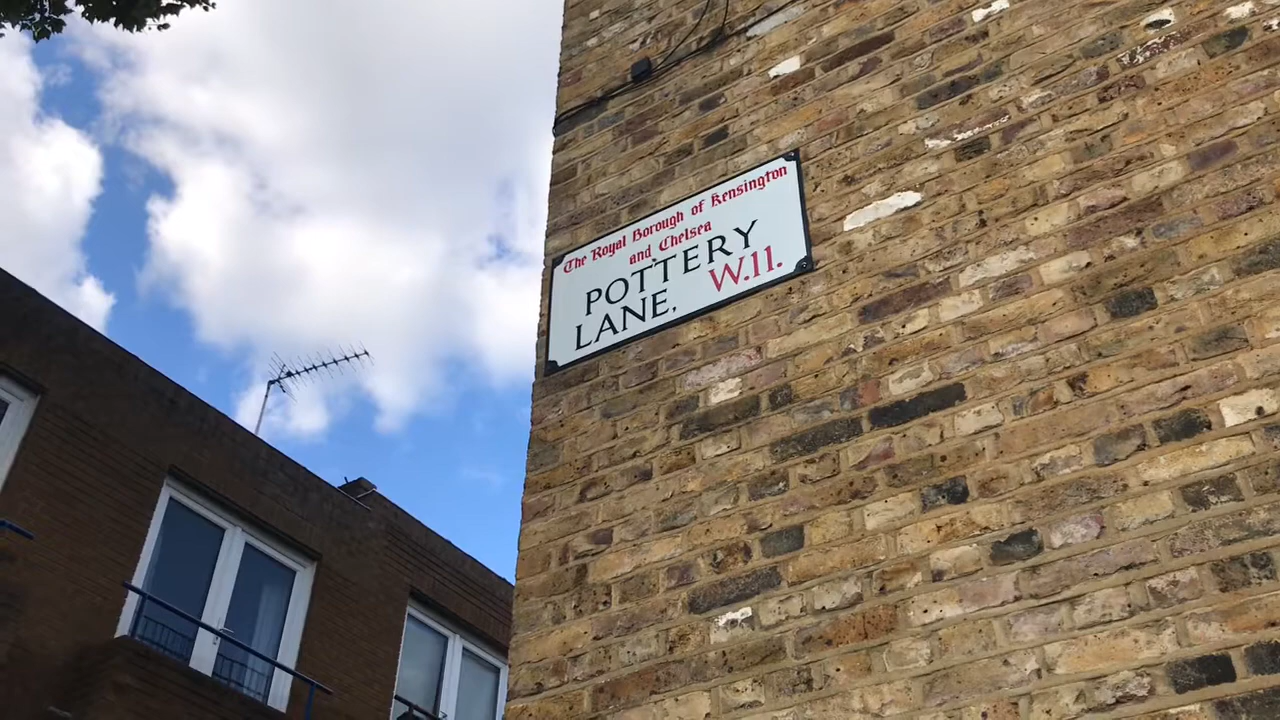 The Royal Borough of Kensington
and Chelsea
POTTERY
LANE, W.11.